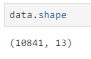 data.shape
(10841, 13)